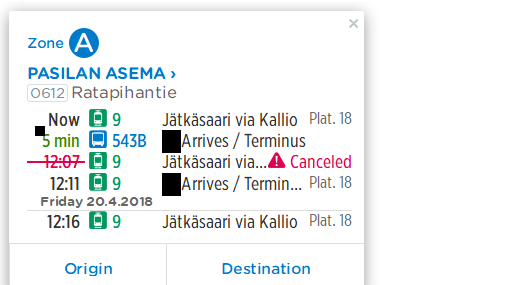 Zone A
PASILAN ASEMA ›
0612 Ratapihantie
Now 9 Jätkäsaari via Kallio Plat. 18
5 min 543B Arrives / Terminus
12:07 9 Jätkäsaari via... Canceled
12:11 9 Arrives / Termin... Plat. 18
Friday 20.4.2018
12:16 9 Jätkäsaari via Kallio Plat. 18
Origin Destination